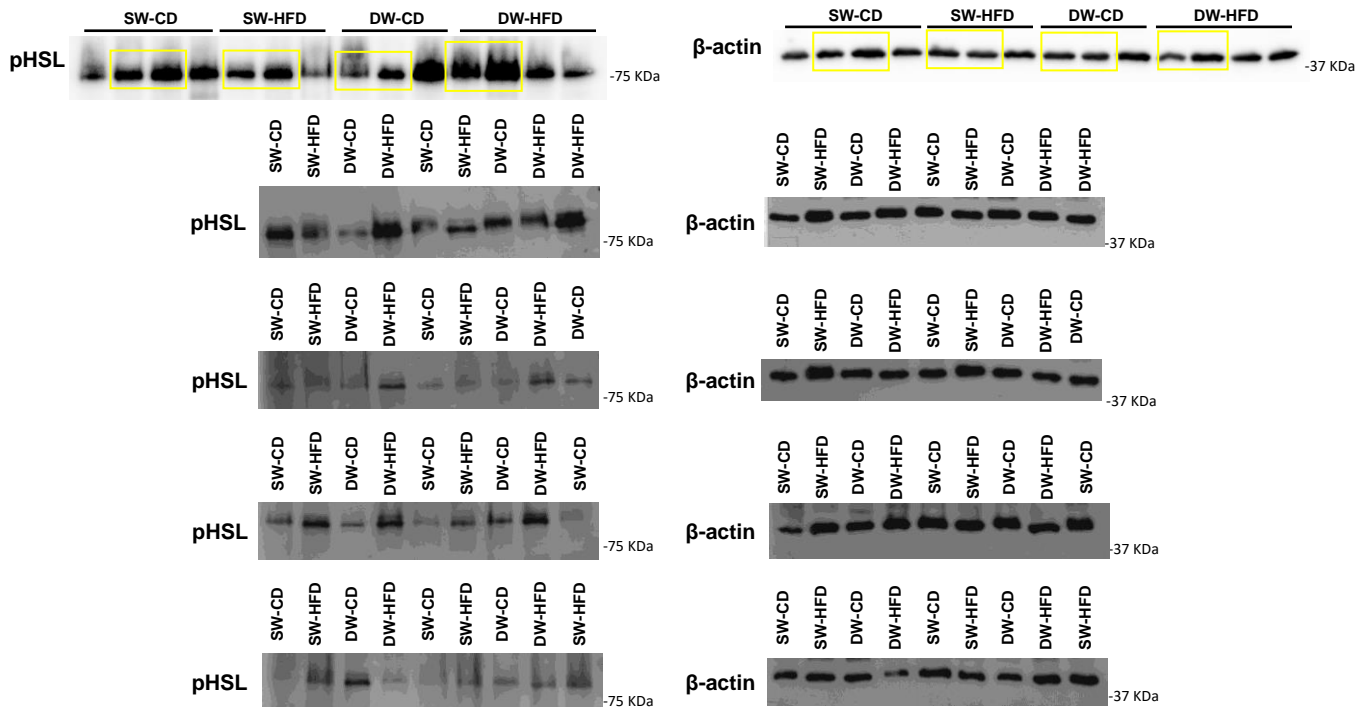 SW-CD SW-HFD DW-CD DW-HFD
pHSL
-75 KDa
SW-CD SW-HFD DW-CD DW-HFD
β-actin
-37 KDa
SW-CD SW-HFD DW-CD DW-HFD SW-CD SW-HFD DW-CD DW-HFD DW-HFD
pHSL
-75 KDa
SW-CD SW-HFD DW-CD DW-HFD SW-CD SW-HFD DW-CD DW-HFD DW-HFD
β-actin
-37 KDa
SW-CD SW-HFD DW-CD DW-HFD SW-CD SW-HFD DW-CD DW-HFD DW-CD
pHSL
-75 KDa
SW-CD SW-HFD DW-CD DW-HFD SW-CD SW-HFD DW-CD DW-HFD DW-CD
β-actin
-37 KDa
SW-CD SW-HFD DW-CD DW-HFD SW-CD SW-HFD DW-CD DW-HFD SW-CD
pHSL
-75 KDa
SW-CD SW-HFD DW-CD DW-HFD SW-CD SW-HFD DW-CD DW-HFD SW-CD
β-actin
-37 KDa
SW-CD SW-HFD DW-CD DW-HFD SW-CD SW-HFD DW-CD DW-HFD SW-HFD
pHSL
-75 KDa
SW-CD SW-HFD DW-CD DW-HFD SW-CD SW-HFD DW-CD DW-HFD SW-HFD
β-actin
-37 KDa